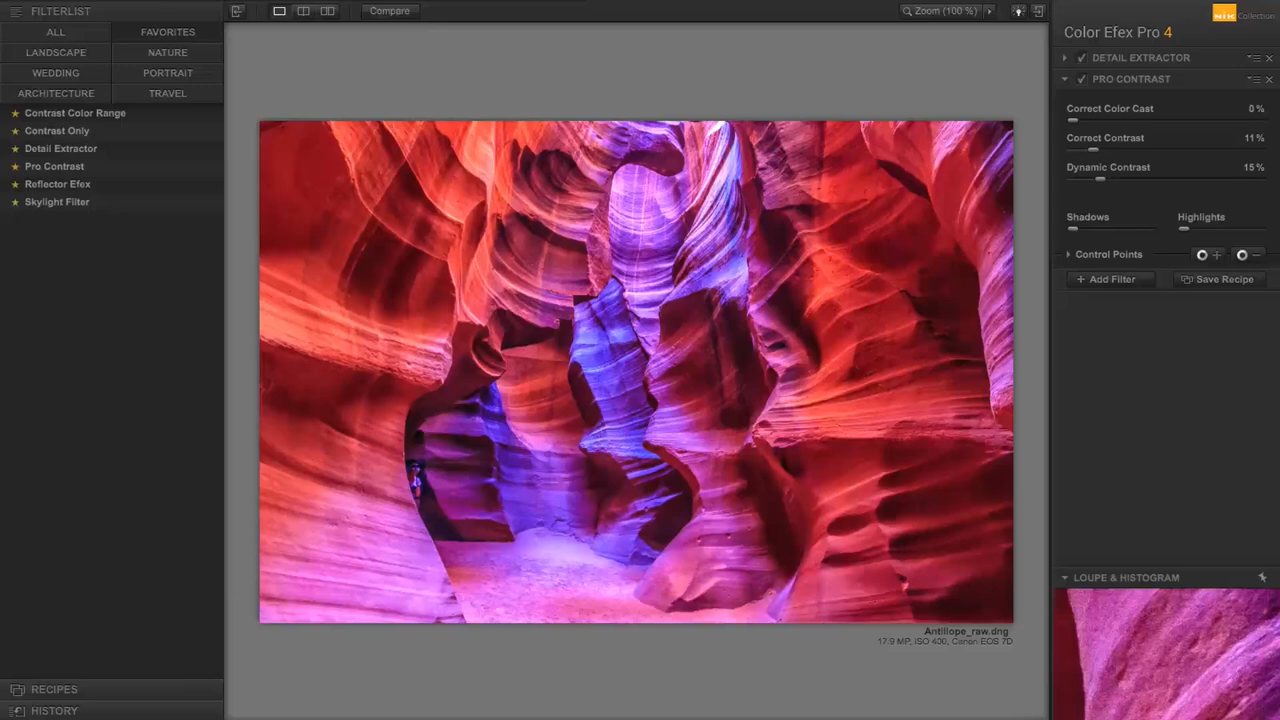 FILTERLIST
ALL
FAVORITES
LANDSCAPE
NATURE
WEDDING
PORTRAIT
ARCHITECTURE
TRAVEL
Contrast Color Range
Contrast Only
Detail Extractor
Pro Contrast
Reflector Efex
Skylight Filter
RECIPES
HISTORY
Compare
Zoom (100 %)
Antiliope_raw.dng
17.9 MP, ISO 400, Canon EOS 7D
Nik Collection
Color Efex Pro 4
DETAIL EXTRACTOR
PRO CONTRAST
Correct Color Cast 0%
Correct Contrast 11%
Dynamic Contrast 15%
Shadows Highlights
Control Points
Add Filter Save Recipe
LOUPE & HISTOGRAM